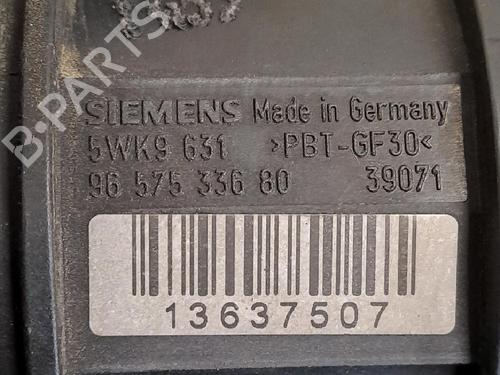 B-PARTS
SIEMENS Made in Germany
5WK9 631 >PBT-GF30<
96 575 336 80 39071
13637507